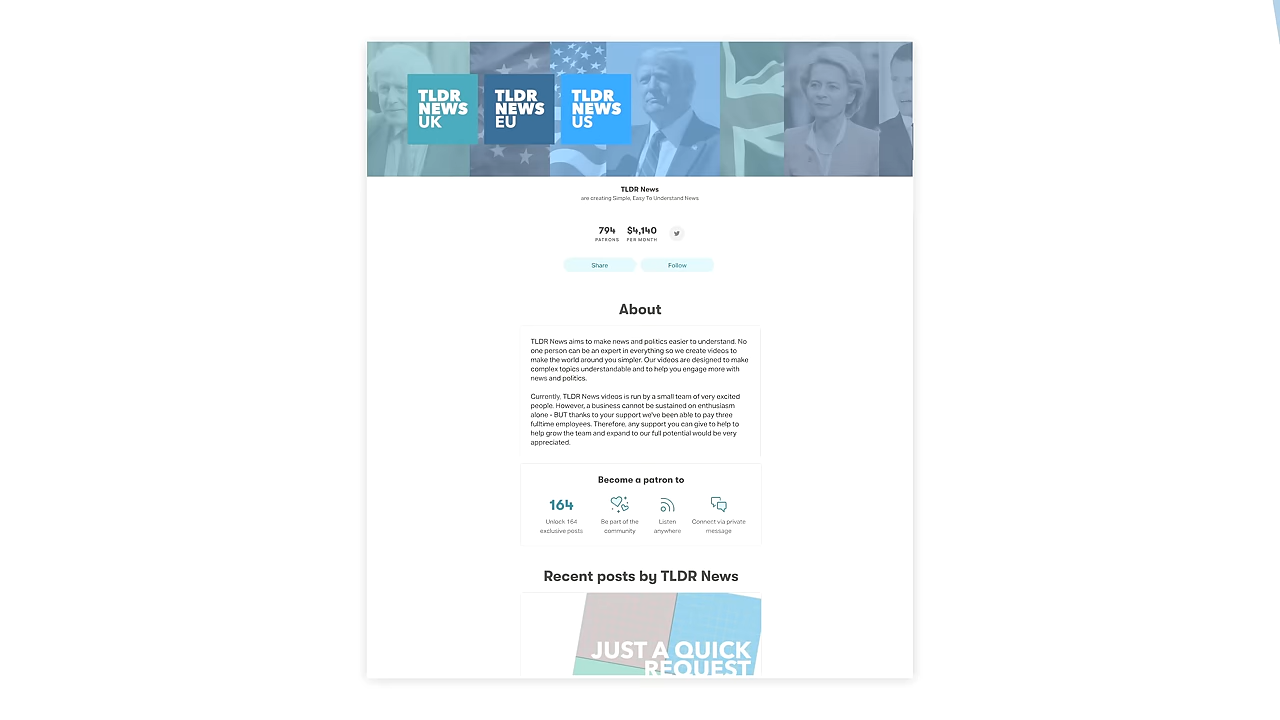 TLDR
NEWS
UK
TLDR
NEWS
EU
TLDR
NEWS
US
TLDR News
are creating Simple, Easy To Understand News
794
PATRONS
$4,140
PER MONTH
Share
Follow
About
TLDR News aims to make news and politics easier to understand. No
one person can be an expert in everything so we create videos to
make the world around you simpler. Our videos are designed to make
complex topics understandable and to help you engage more with
news and politics.
Currently, TLDR News videos is run by a small team of very excited
people. However, a business cannot be sustained on enthusiasm
alone - BUT thanks to your support we've been able to pay three
fulltime employees. Therefore, any support you can give to help to
help grow the team and expand to our full potential would be very
appreciated.
Become a patron to
164
Unlock 164
exclusive posts
Be part of the
community
Listen
anywhere
Connect via private
message
Recent posts by TLDR News
JUST A QUICK
REQUEST